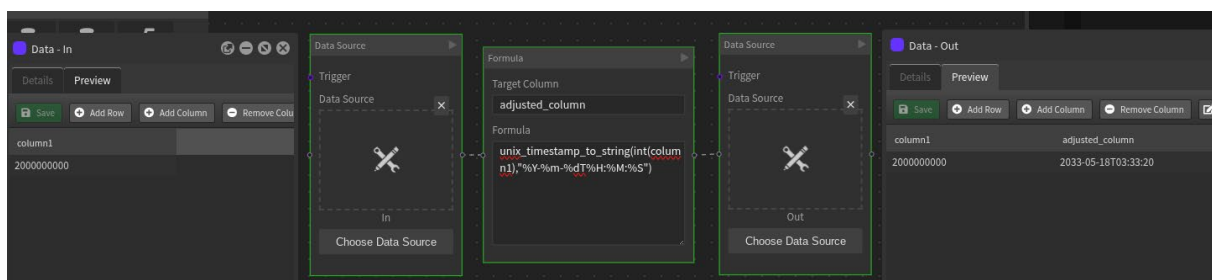 Data - In
Details Preview
Save Add Row Add Column Remove Colu
column1
2000000000
Data Source
Trigger
Data Source
In
Choose Data Source
Formula
Target Column
adjusted_column
Formula
unix_timestamp_to_string(int(colum
n1),"%Y-%m-%dT%H:%M:%S")
Data Source
Trigger
Data Source
Out
Choose Data Source
Data - Out
Details Preview
Save Add Row Add Column Remove Column
column1 adjusted_column
2000000000 2033-05-18T03:33:20